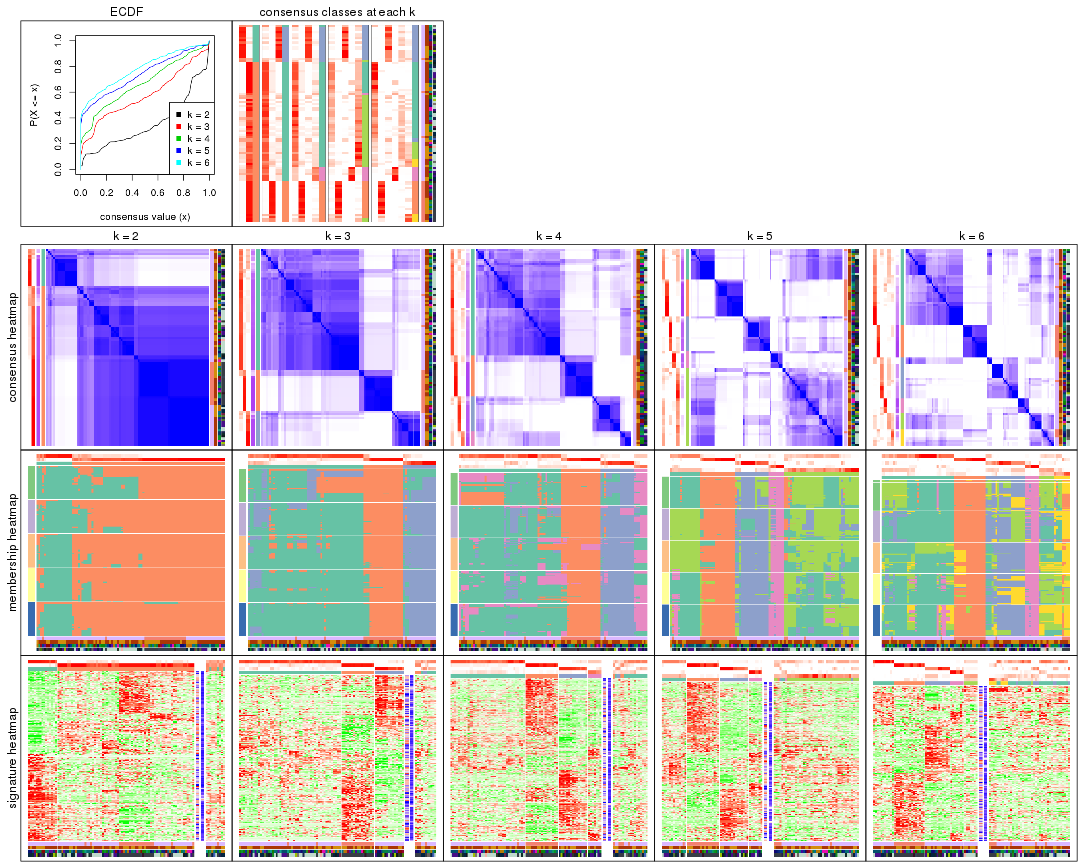 ECDF
consensus classes at each k
P(X <= x)
0.0 0.2 0.4 0.6 0.8 1.0
k = 2
k = 3
k = 4
k = 5
k = 6
0.0 0.2 0.4 0.6 0.8 1.0
consensus value (x)
k = 2
k = 3
k = 4
k = 5
k = 6
consensus heatmap
membership heatmap
signature heatmap